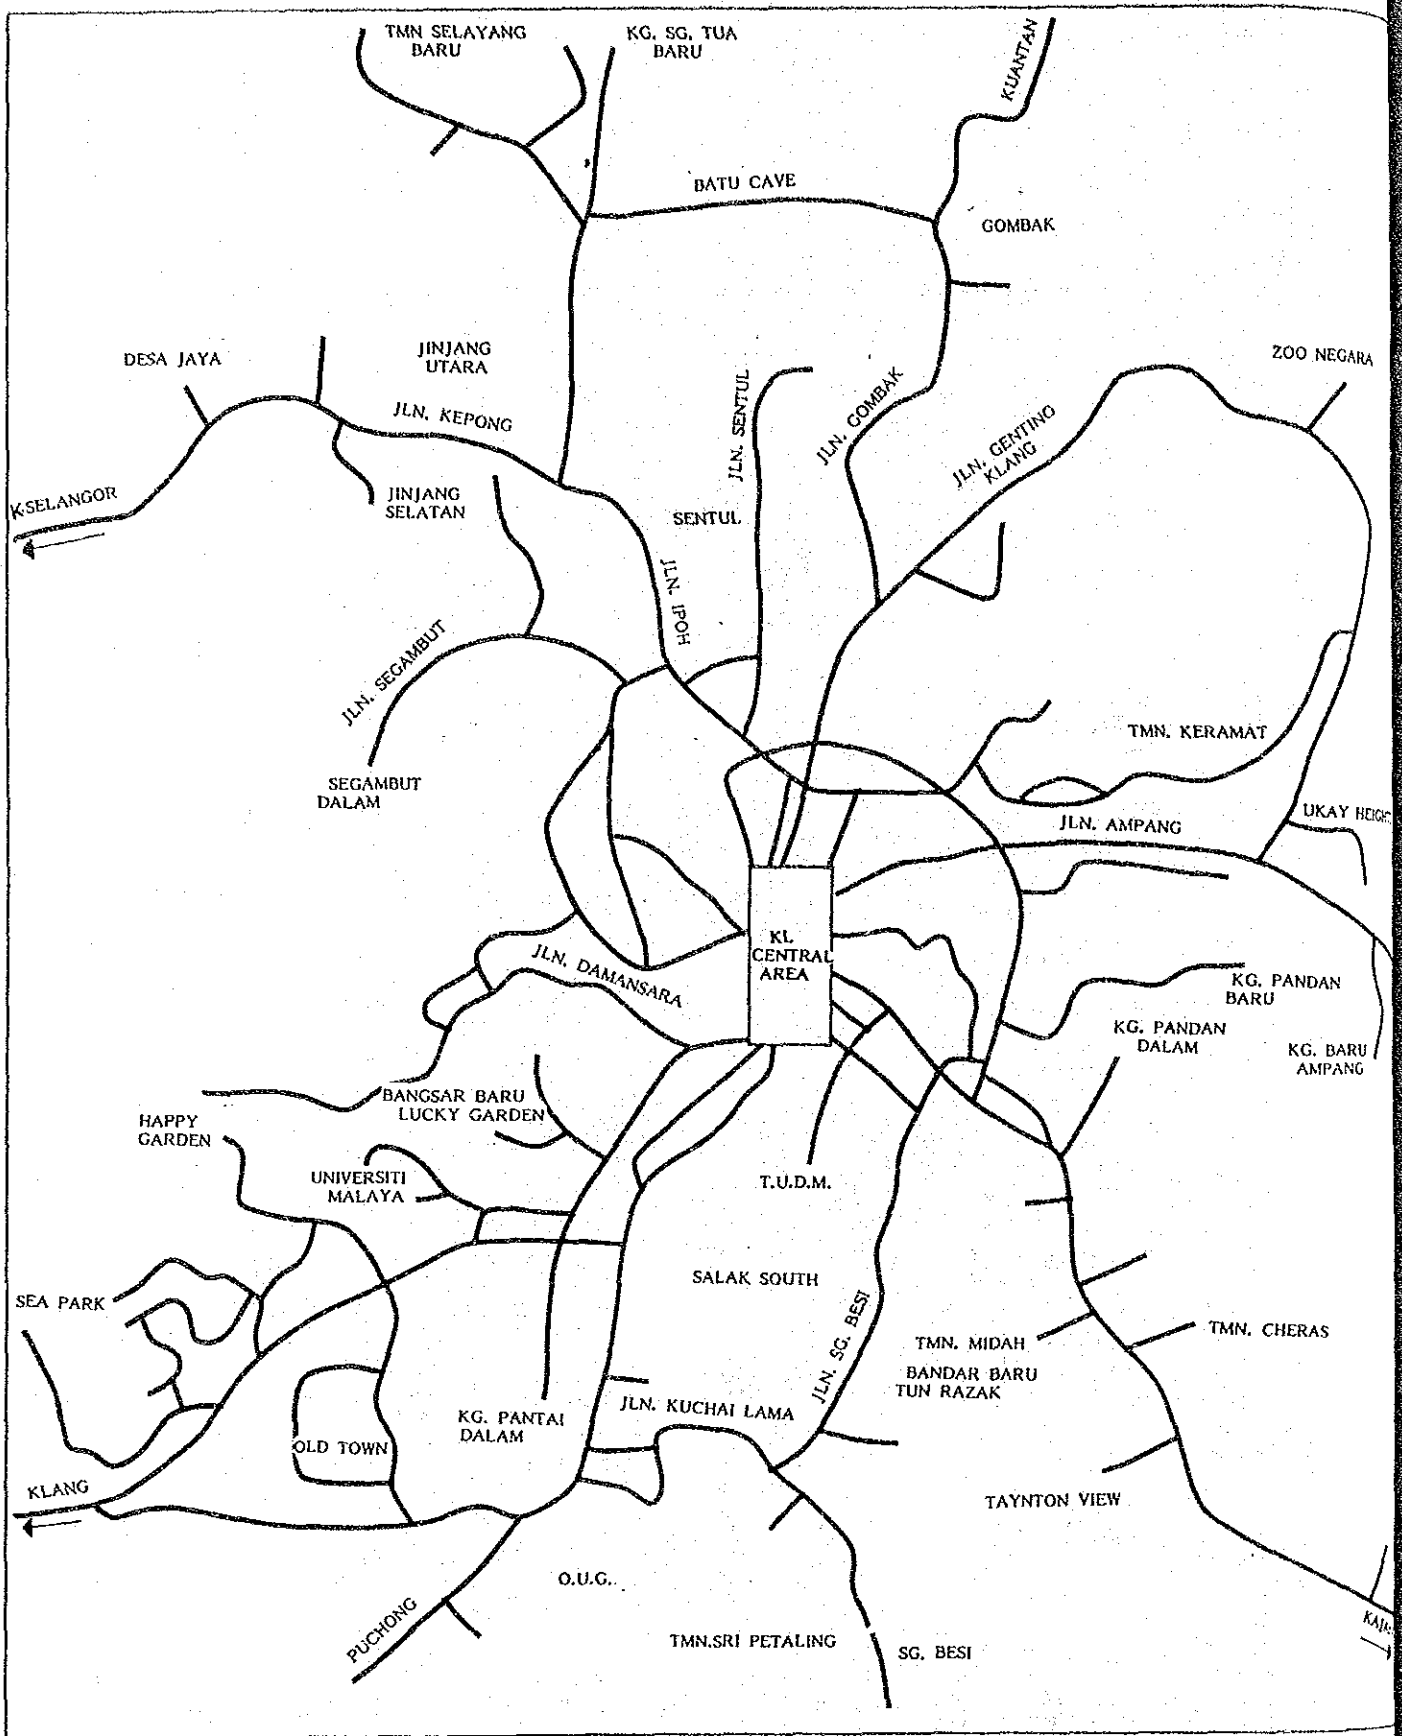 TMN SELAYANG
BARU
KG. SG. TUA
BARU
KUANTAN
BATU CAVE
GOMBAK
DESA JAYA
JINJANG
UTARA
ZOO NEGARA
JLN. KEPONG
JLN. SENTUL
JLN. GOMBAK
JLN. GENTING
KLANG
K.SELANGOR
JINJANG
SELATAN
SENTUL
JLN. IPOH
JLN. SEGAMBUT
SEGAMBUT
DALAM
TMN. KERAMAT
UKAY HEIGHT
JLN. AMPANG
KL
CENTRAL
AREA
JLN. DAMANSARA
KG. PANDAN
BARU
KG. PANDAN
DALAM
KG. BARU
AMPANG
BANGSAR BARU
LUCKY GARDEN
HAPPY
GARDEN
UNIVERSITI
MALAYA
T.U.D.M.
SALAK SOUTH
SEA PARK
JLN. SG. BESI
TMN. MIDAH
TMN. CHERAS
BANDAR BARU
TUN RAZAK
JLN. KUCHAI LAMA
KG. PANTAI
DALAM
OLD TOWN
KLANG
TAYNTON VIEW
O.U.G.
PUCHONG
TMN.SRI PETALING
SG. BESI